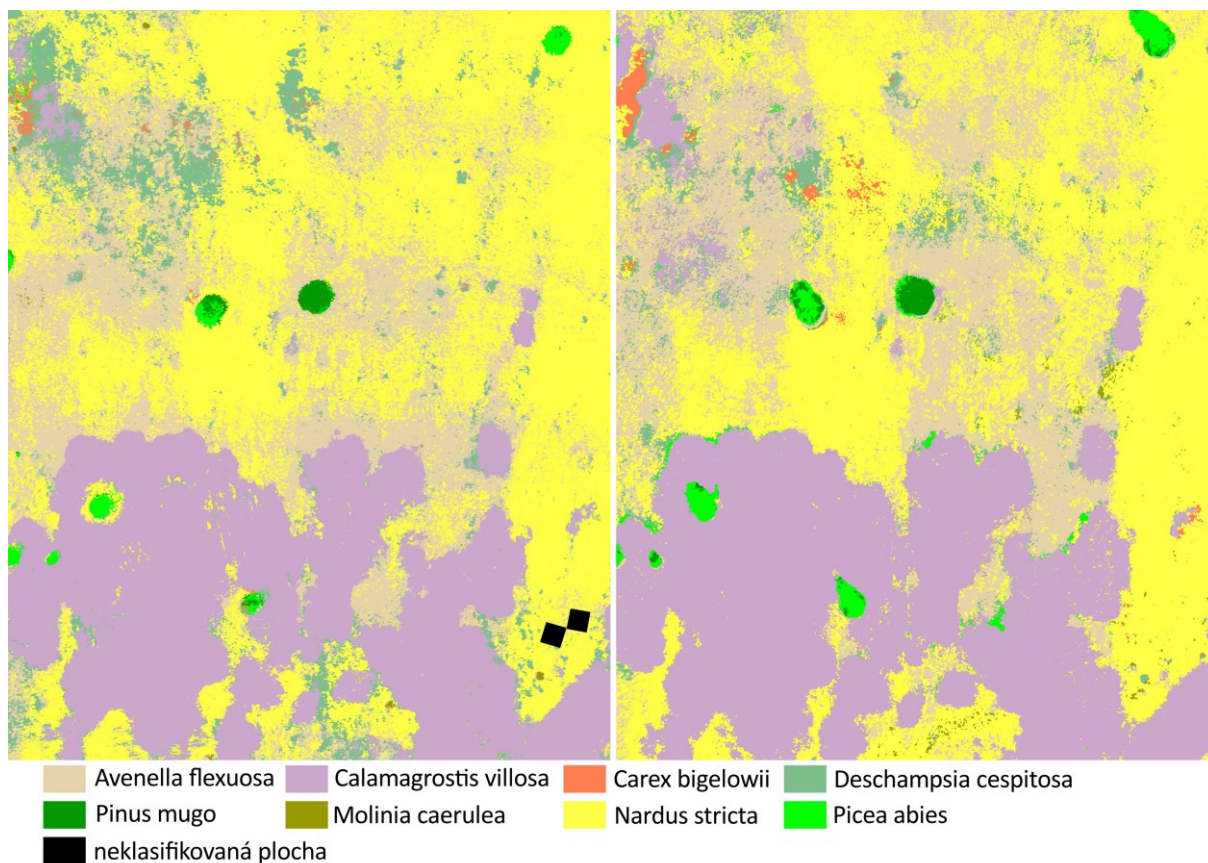 Avenella flexuosa Calamagrostis villosa Carex bigelowii Deschampsia cespitosa
Pinus mugo Molinia caerulea Nardus stricta Picea abies
neklasifikovaná plocha